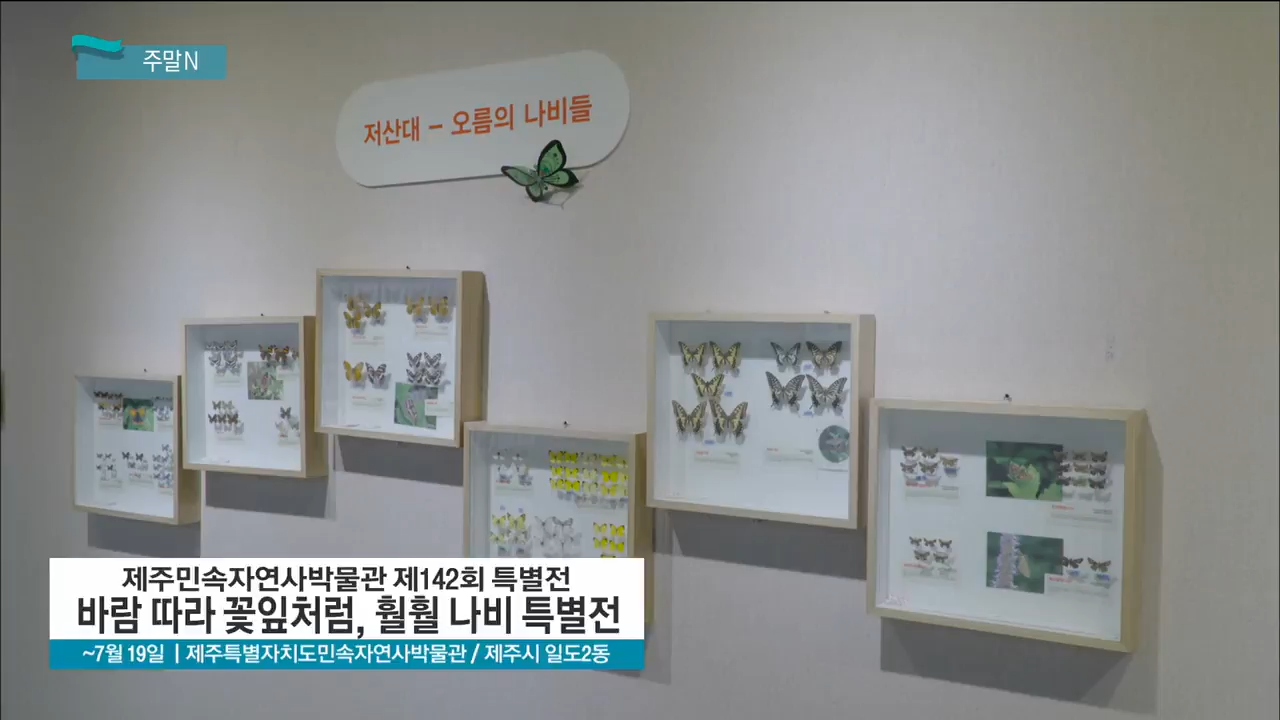 주말N
저산대 - 오름의 나비들
제주민속자연사박물관 제142회 특별전
바람 따라 꽃잎처럼, 훨훨 나비 특별전
~7월 19일 | 제주특별자치도민속자연사박물관 / 제주시 일도2동